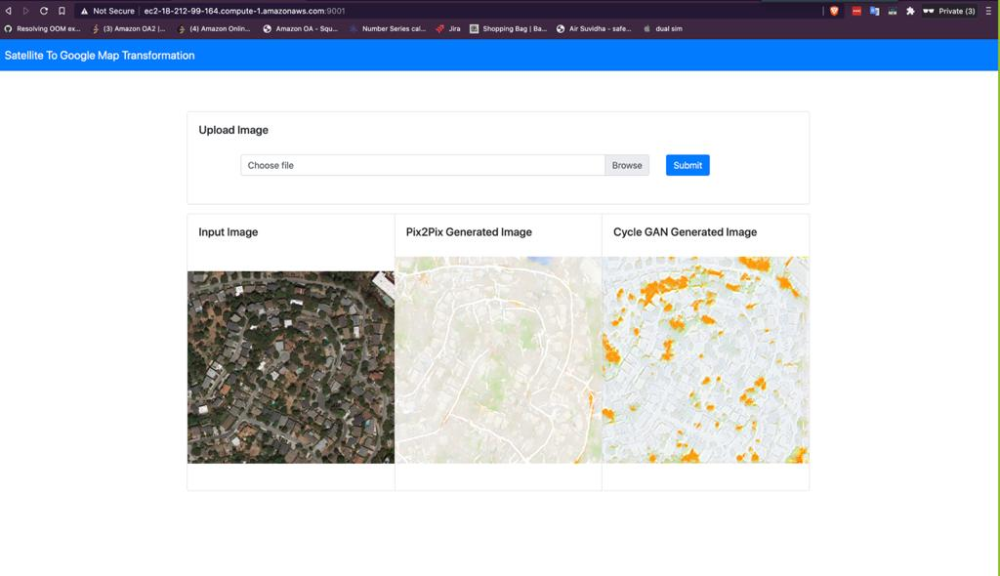 Not Secure ec2-18-212-99-164.compute-1.amazonaws.com:9001 Private (3)
Resolving OOM ex... (3) Amazon OA2 |... (4) Amazon Onlin... Amazon OA - Squ... Number Series cal... Jira Shopping Bag | Ba... Air Suvidha - safe... dual sim
Satellite To Google Map Transformation
Upload Image
Choose file Browse Submit
Input Image Pix2Pix Generated Image Cycle GAN Generated Image